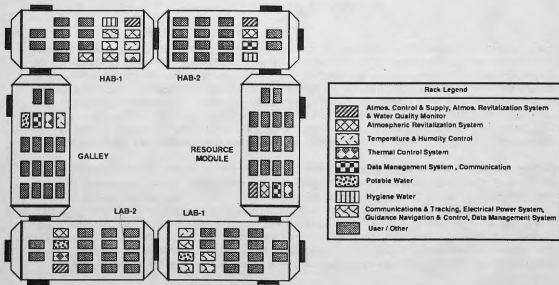 HAB-1
HAB-2
GALLEY
RESOURCE
MODULE
LAB-2
LAB-1
Rack Legend
Atmos. Control & Supply, Atmos. Revitalization System
& Water Quality Monitor
Atmospheric Revitalization System
Temperature & Humdity Control
Thermal Control System
Data Management System , Communication
Potable Water
Hygiene Water
Communications & Tracking, Electrical Power System,
Guidance Navigation & Control, Data Management System
User / Other